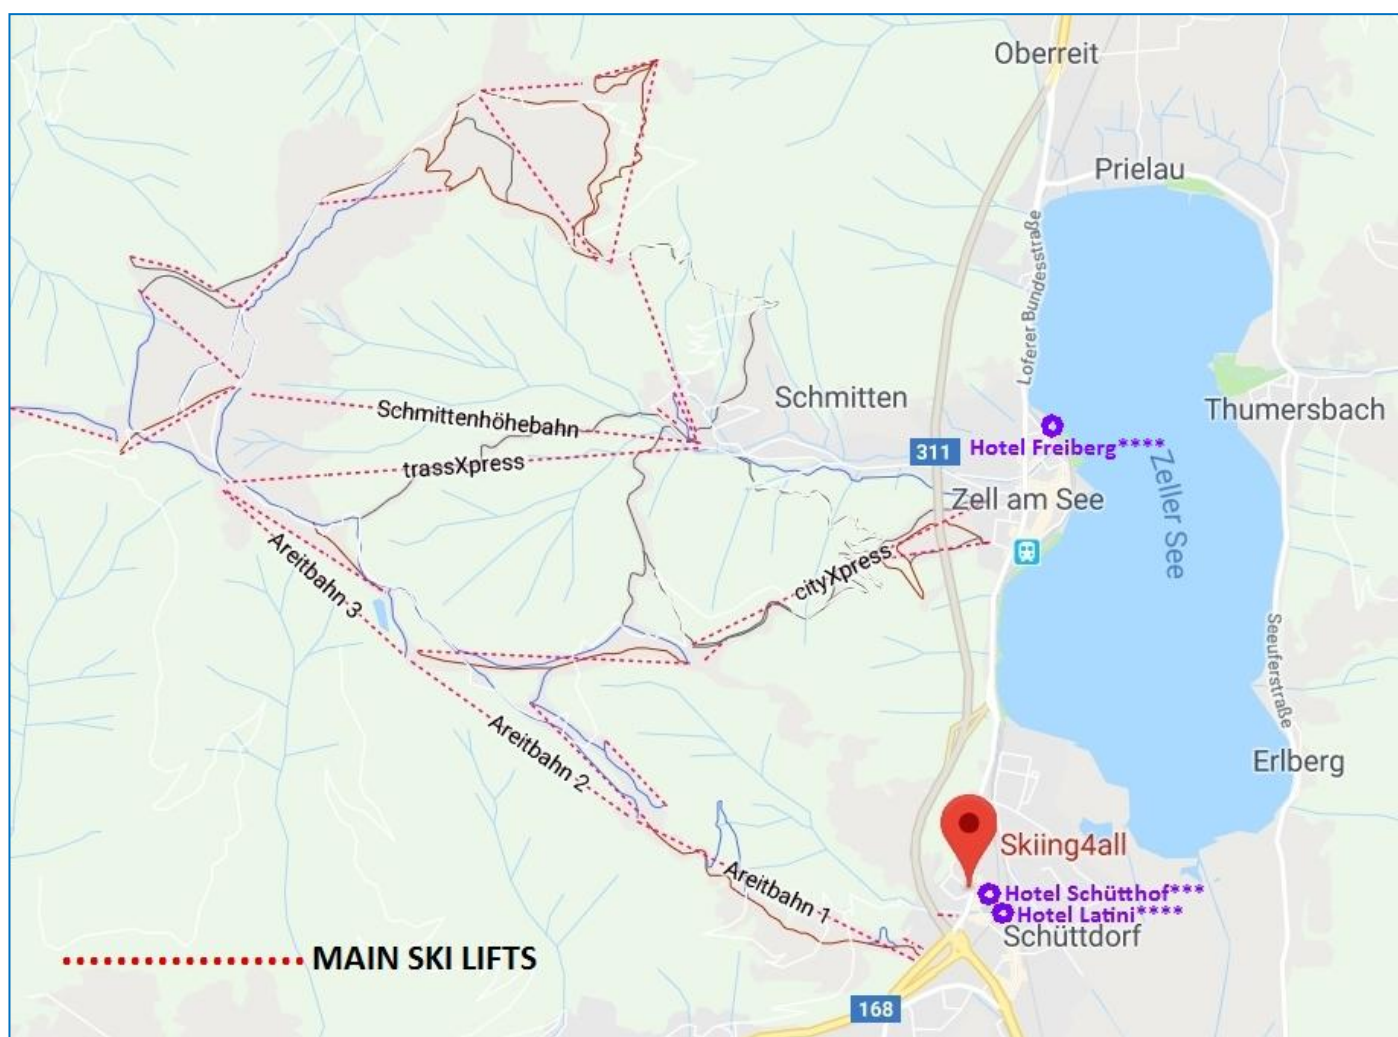 Oberreit
Prielau
Loferer Bundesstraße
Schmitten
Thumersbach
Schmittenhöhebahn
311
Hotel Freiberg****
trassXpress
Zell am See
Zeller See
cityXpress
Areitbahn 3
Seeuferstraße
Areitbahn 2
Erlberg
Skiing4all
Areitbahn 1
Hotel Schütthof***
Hotel Latini****
Schüttdorf
MAIN SKI LIFTS
168